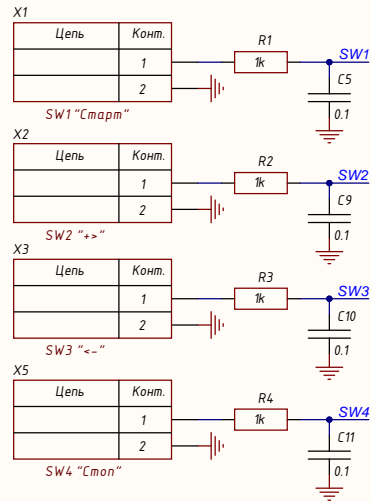 X1
Цепь Конт.
R1
SW1
1
1k
C5
2
0.1
SW1"Старт"
X2
Цепь Конт.
R2
SW2
1
1k
C9
2
0.1
SW2 "+>"
X3
Цепь Конт.
R3
SW3
1
1k
C10
2
0.1
SW3 "<-"
X5
Цепь Конт.
R4
SW4
1
1k
C11
2
0.1
SW4 "Стоп"